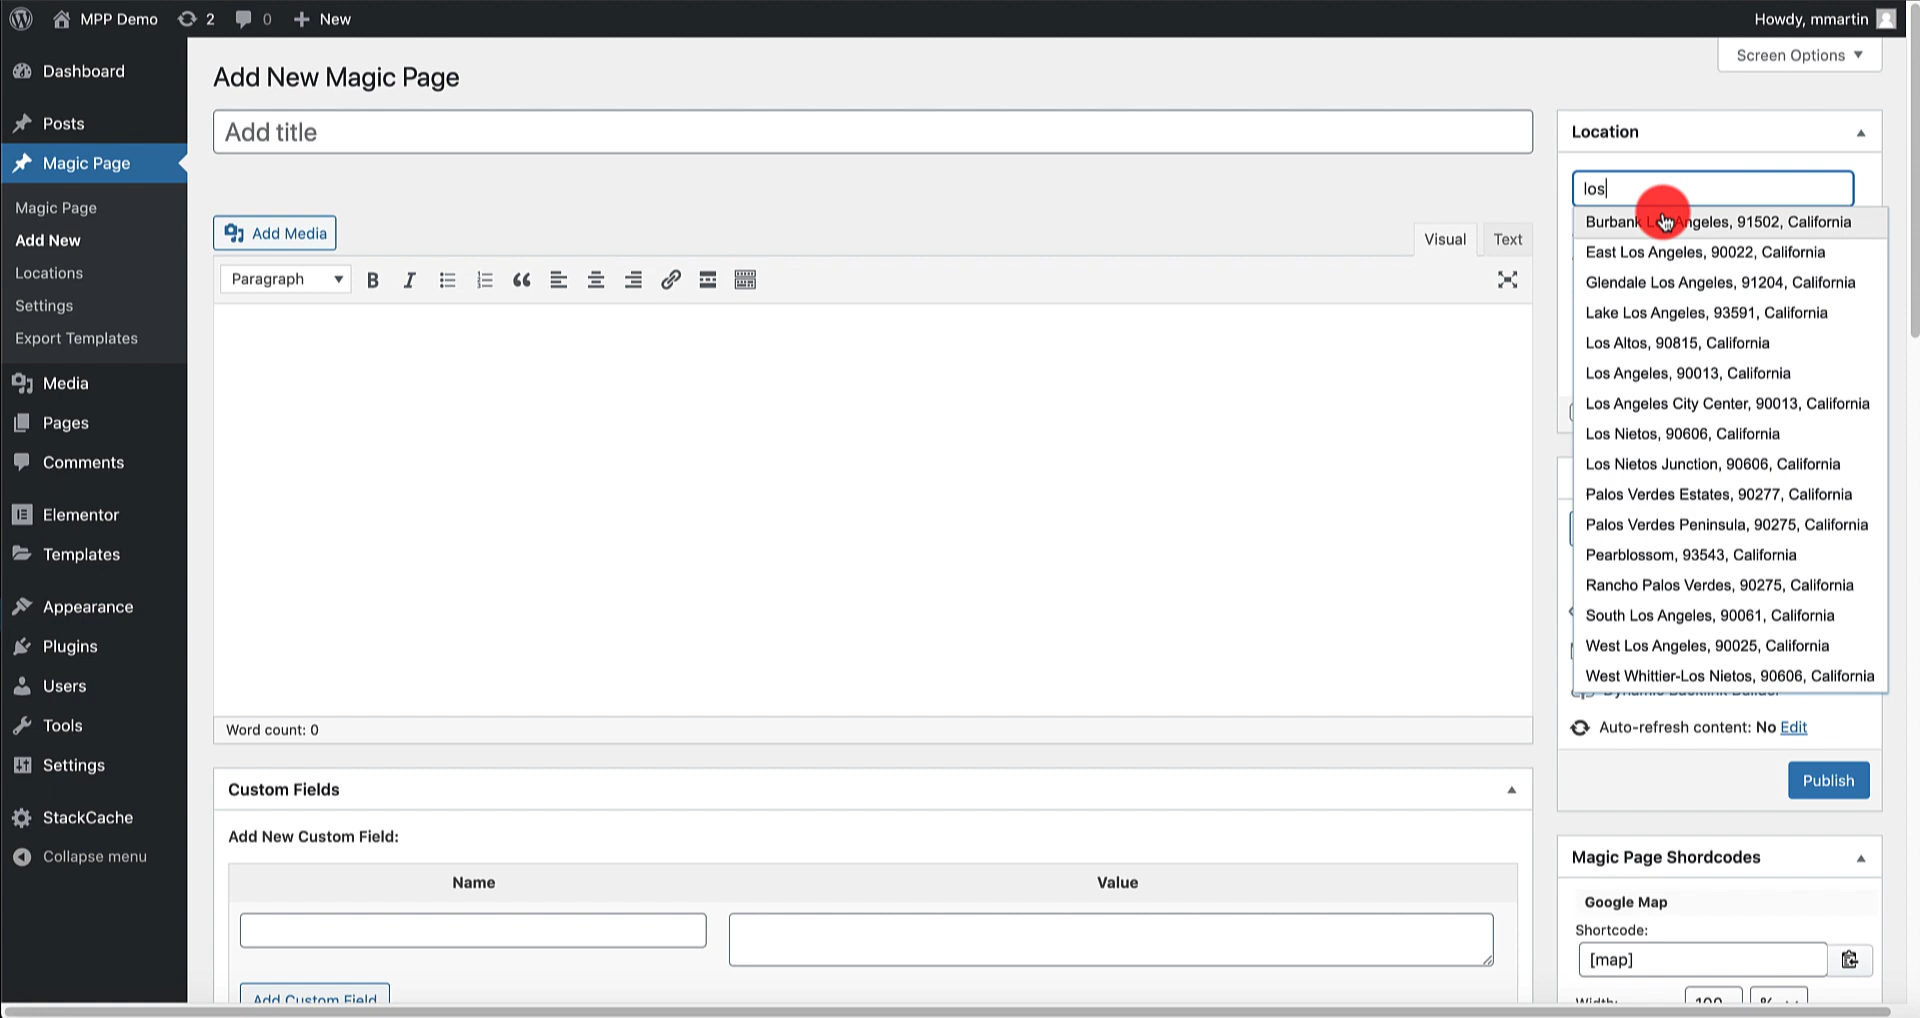 MPP Demo 2 0 New
Howdy, mmartin
Screen Options
Dashboard
Posts
Magic Page
Magic Page
Add New
Locations
Settings
Export Templates
Media
Pages
Comments
Elementor
Templates
Appearance
Plugins
Users
Tools
Settings
StackCache
Collapse menu
Add New Magic Page
Add title
Add Media
Visual Text
Paragraph
Word count: 0
Custom Fields
Add New Custom Field:
Name Value
Add Custom Field
Location
los
Burbank Los Angeles, 91502, California
East Los Angeles, 90022, California
Glendale Los Angeles, 91204, California
Lake Los Angeles, 93591, California
Los Altos, 90815, California
Los Angeles, 90013, California
Los Angeles City Center, 90013, California
Los Nietos, 90606, California
Los Nietos Junction, 90606, California
Palos Verdes Estates, 90277, California
Palos Verdes Peninsula, 90275, California
Pearblossom, 93543, California
Rancho Palos Verdes, 90275, California
South Los Angeles, 90061, California
West Los Angeles, 90025, California
West Whittier-Los Nietos, 90606, California
Auto-refresh content: No Edit
Publish
Magic Page Shordcodes
Google Map
Shortcode:
[map]
Width: 100 %